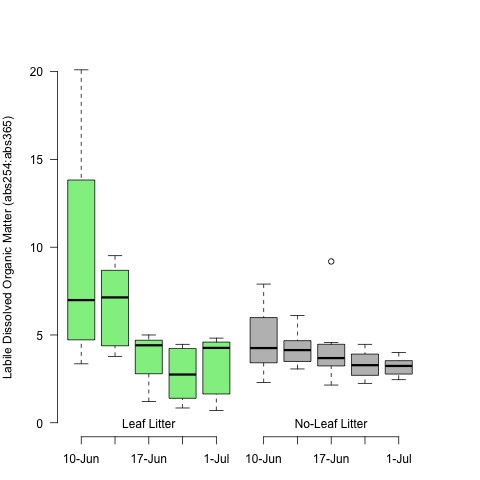 Labile Dissolved Organic Matter (abs254:abs365)
20
15
10
5
0
Leaf Litter
No-Leaf Litter
10-Jun
17-Jun
1-Jul
10-Jun
17-Jun
1-Jul